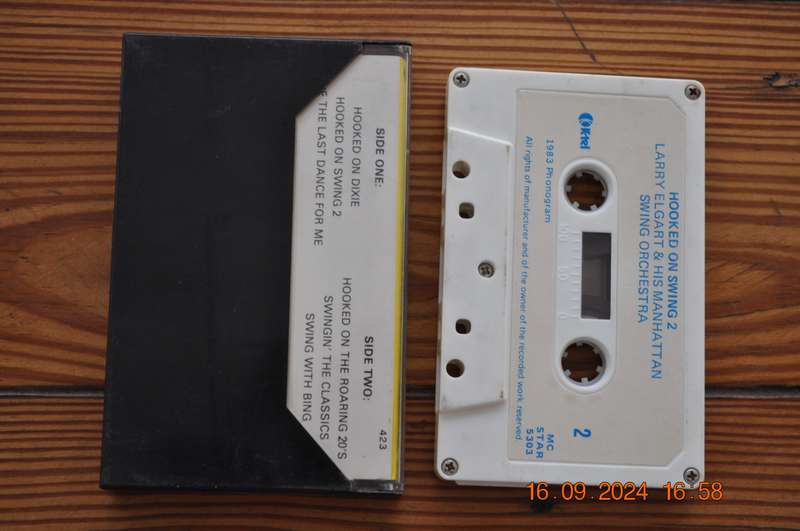 SIDE ONE:
HOOKED ON DIXIE
HOOKED ON SWING 2
THE LAST DANCE FOR ME
SIDE TWO:
HOOKED ON THE ROARING 20'S
SWINGIN' THE CLASSICS
SWING WITH BING
423
HOOKED ON SWING 2
LARRY ELGART & HIS MANHATTAN
SWING ORCHESTRA
K-tel
2
MC
STAR
5303
1983 Phonogram
All rights of manufacturer and of the owner of the recorded work reserved
16.09.2024 16:58